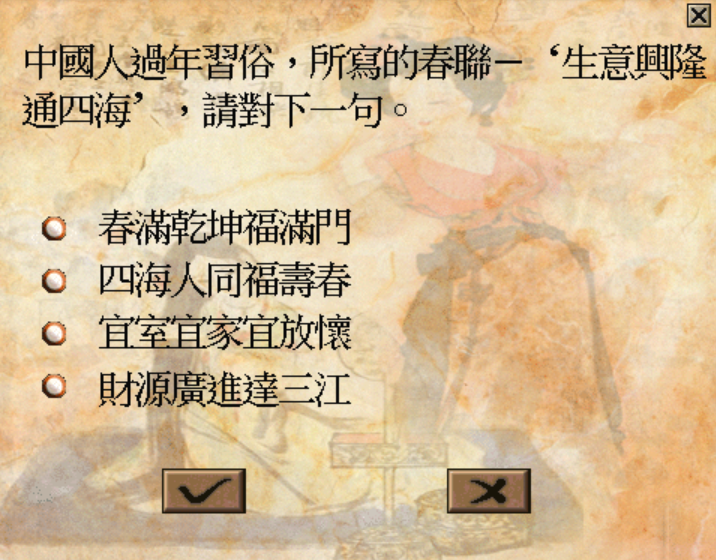 中國人過年習俗，所寫的春聯－‘生意興隆
通四海’，請對下一句。
春滿乾坤福滿門
四海人同福壽春
宜室宜家宜放懷
財源廣進達三江